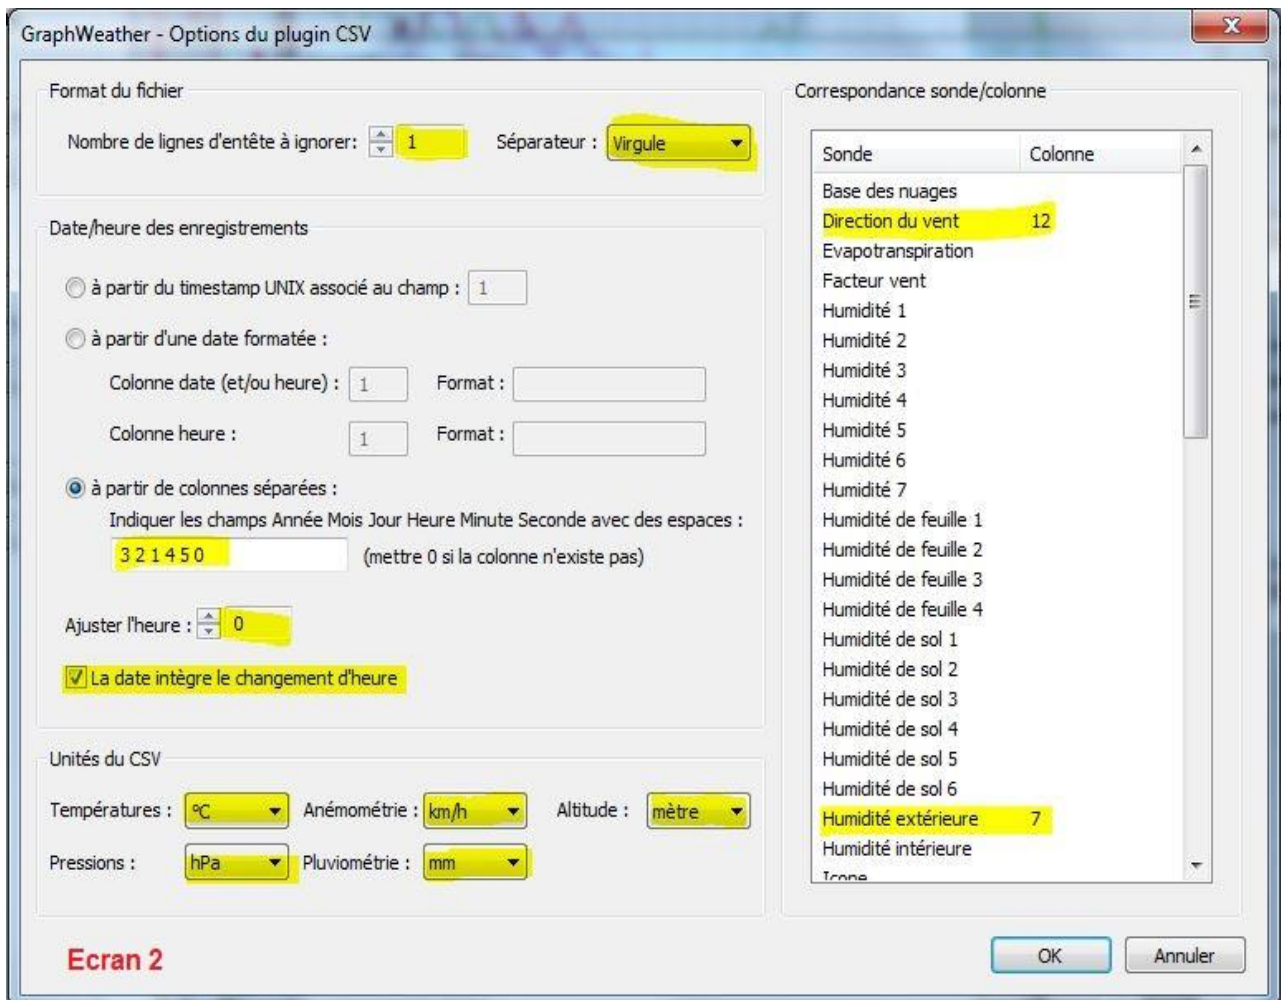 GraphWeather - Options du plugin CSV
Format du fichier
Nombre de lignes d'entête à ignorer: 1 Séparateur : Virgule
Date/heure des enregistrements
à partir du timestamp UNIX associé au champ : 1
à partir d'une date formatée :
Colonne date (et/ou heure) : 1 Format :
Colonne heure : 1 Format :
à partir de colonnes séparées :
Indiquer les champs Année Mois Jour Heure Minute Seconde avec des espaces :
3 2 1 4 5 0 (mettre 0 si la colonne n'existe pas)
Ajuster l'heure : 0
La date intègre le changement d'heure
Unités du CSV
Températures : ºC Anémométrie : km/h Altitude : mètre
Pressions : hPa Pluviométrie : mm
Ecran 2
Correspondance sonde/colonne
Sonde Colonne
Base des nuages
Direction du vent 12
Evapotranspiration
Facteur vent
Humidité 1
Humidité 2
Humidité 3
Humidité 4
Humidité 5
Humidité 6
Humidité 7
Humidité de feuille 1
Humidité de feuille 2
Humidité de feuille 3
Humidité de feuille 4
Humidité de sol 1
Humidité de sol 2
Humidité de sol 3
Humidité de sol 4
Humidité de sol 5
Humidité de sol 6
Humidité extérieure 7
Humidité intérieure
Icone
OK Annuler